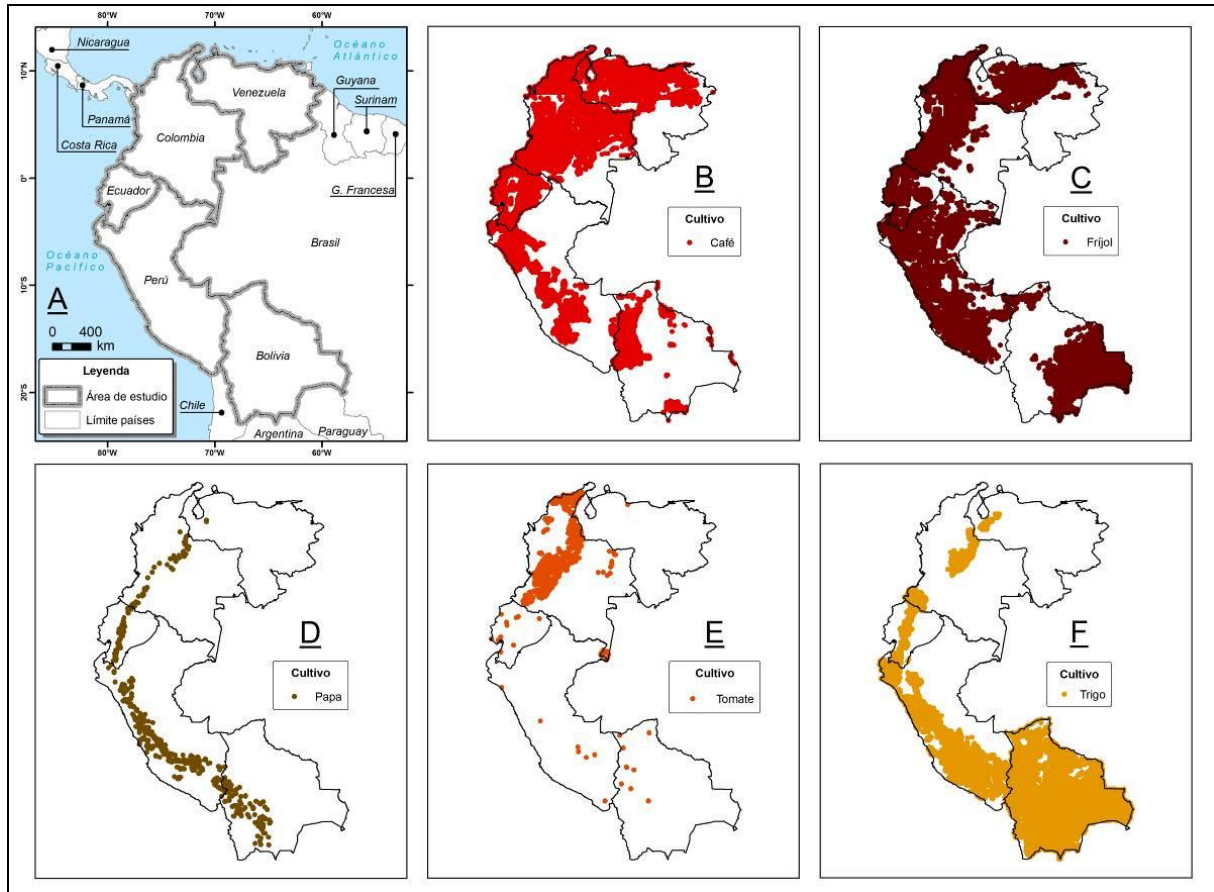 80°W 70°W 60°W
Nicaragua
Océano
Atlántico
10°N
Guyana
Venezuela
Surinam
Panamá
Colombia
Costa Rica
0°
Ecuador
G. Francesa
Brasil
Océano
Pacífico
Perú
10°S
A
0 400
km
Bolivia
Leyenda
Área de estudio
Límite países
20°S
Chile
Paraguay
Argentina
80°W 70°W 60°W
B
Cultivo
Café
C
Cultivo
Fríjol
D
Cultivo
Papa
E
Cultivo
Tomate
F
Cultivo
Trigo